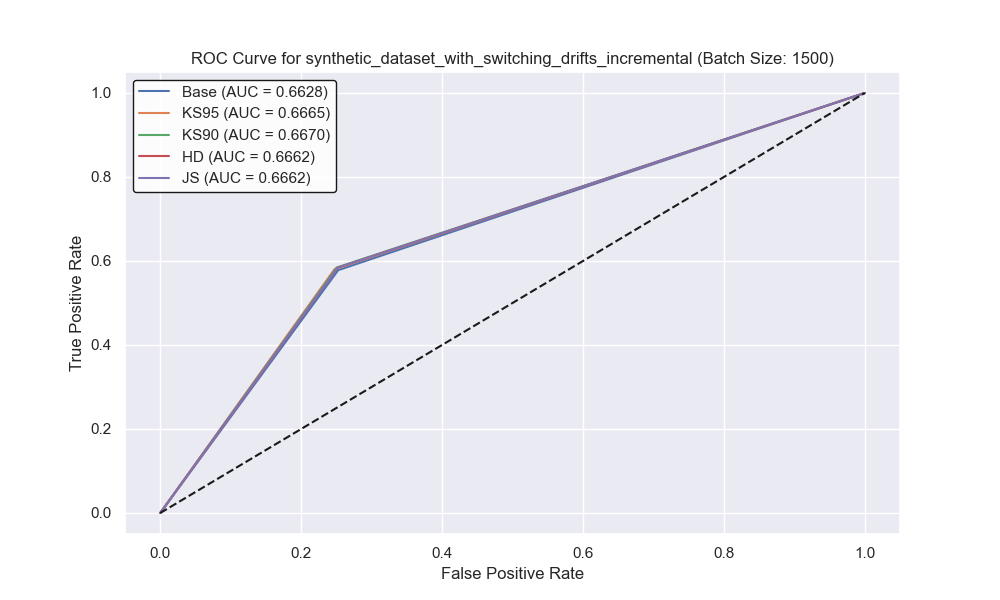 ROC Curve for synthetic_dataset_with_switching_drifts_incremental (Batch Size: 1500)
Base (AUC = 0.6628)
KS95 (AUC = 0.6665)
KS90 (AUC = 0.6670)
HD (AUC = 0.6662)
JS (AUC = 0.6662)
True Positive Rate
1.0
0.8
0.6
0.4
0.2
0.0
0.0 0.2 0.4 0.6 0.8 1.0
False Positive Rate